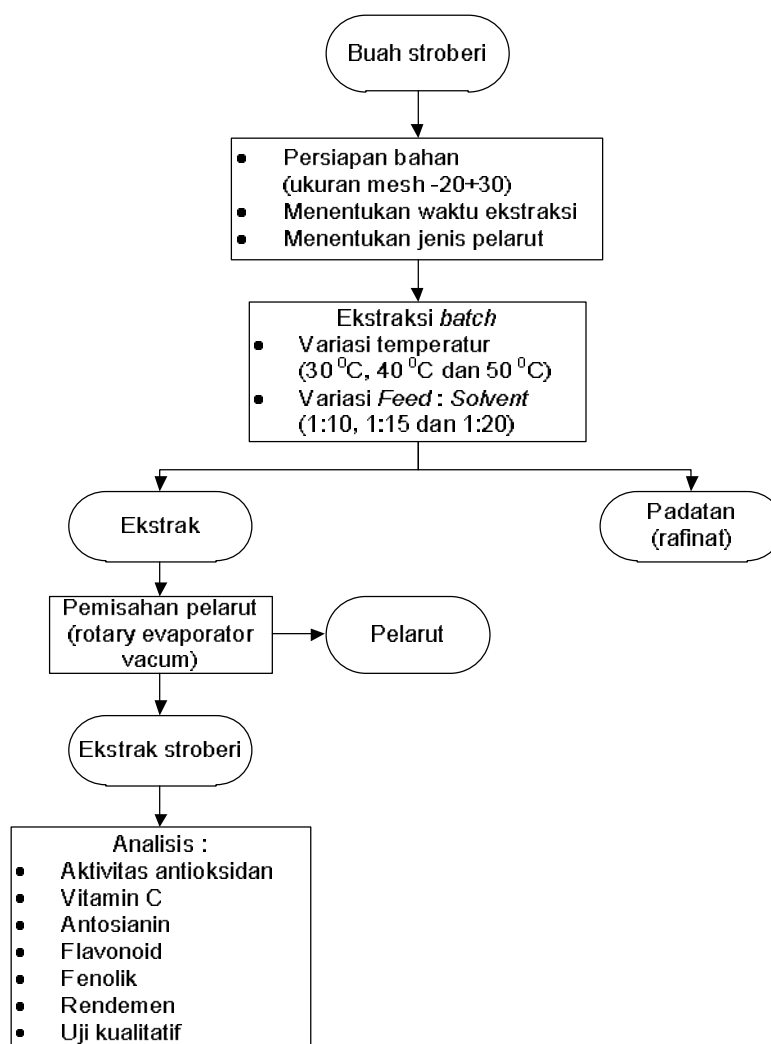 Buah stroberi
• Persiapan bahan
(ukuran mesh -20+30)
• Menentukan waktu ekstraksi
• Menentukan jenis pelarut
Ekstraksi batch
• Variasi temperatur
(30 ⁰C, 40 ⁰C dan 50 ⁰C)
• Variasi Feed : Solvent
(1:10, 1:15 dan 1:20)
Ekstrak
Padatan
(rafinat)
Pemisahan pelarut
(rotary evaporator
vacum)
Pelarut
Ekstrak stroberi
Analisis :
• Aktivitas antioksidan
• Vitamin C
• Antosianin
• Flavonoid
• Fenolik
• Rendemen
• Uji kualitatif